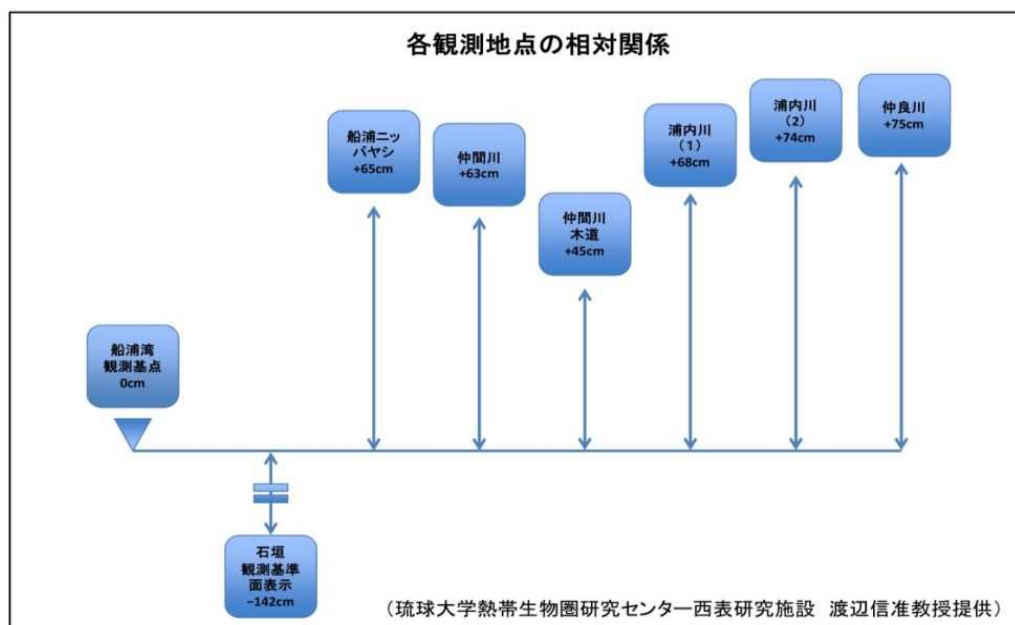 各観測地点の相対関係
船浦ニッ
パヤシ
+65cm
仲間川
+63cm
仲間川
木道
+45cm
浦内川
(1)
+68cm
浦内川
(2)
+74cm
仲良川
+75cm
船浦湾
観測基点
0cm
石垣
観測基準
面表示
−142cm
(琉球大学熱帯生物圏研究センター西表研究施設 渡辺信准教授提供)